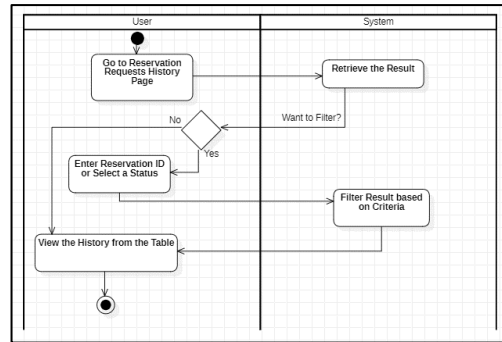 User
System
Go to Reservation
Requests History
Page
Retrieve the Result
No
Want to Filter?
Yes
Enter Reservation ID
or Select a Status
Filter Result based
on Criteria
View the History from the Table